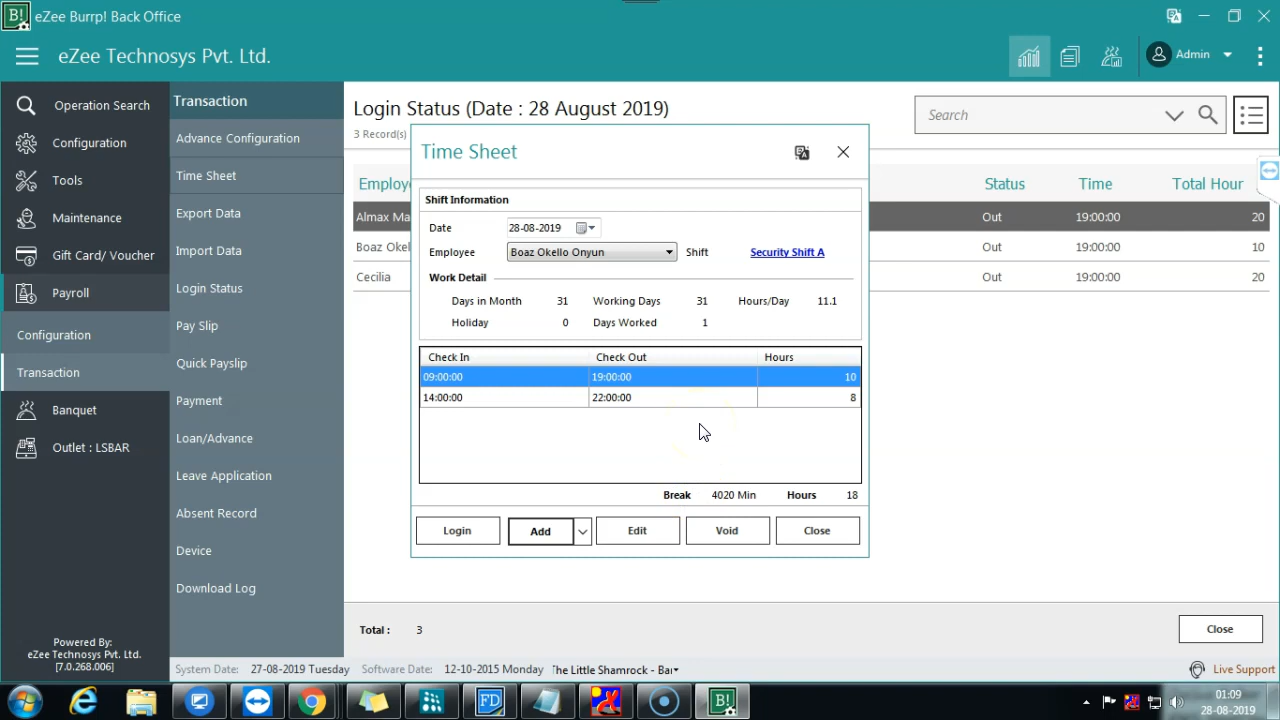 B!
eZee Burrp! Back Office
eZee Technosys Pvt. Ltd.
Admin
Operation Search
Configuration
Tools
Maintenance
Gift Card/ Voucher
Payroll
Configuration
Transaction
Banquet
Outlet : LSBAR
Powered By:
eZee Technosys Pvt. Ltd.
[7.0.268.006]
Transaction
Advance Configuration
Time Sheet
Export Data
Import Data
Login Status
Pay Slip
Quick Payslip
Payment
Loan/Advance
Leave Application
Absent Record
Device
Download Log
Login Status (Date : 28 August 2019)
3 Record(s)
Search
Status Time Total Hour
Almax Out 19:00:00 20
Boaz Out 19:00:00 10
Cecilia Out 19:00:00 20
Time Sheet
Shift Information
Date 28-08-2019
Employee Boaz Okello Onyun Shift Security Shift A
Work Detail
Days in Month 31 Working Days 31 Hours/Day 11.1
Holiday 0 Days Worked 1
Check In Check Out Hours
09:00:00 19:00:00 10
14:00:00 22:00:00 8
Break 4020 Min Hours 18
Login Add Edit Void Close
Total : 3
Close
System Date: 27-08-2019 Tuesday Software Date: 12-10-2015 Monday The Little Shamrock - Bar
Live Support
FD
B!
01:09
28-08-2019